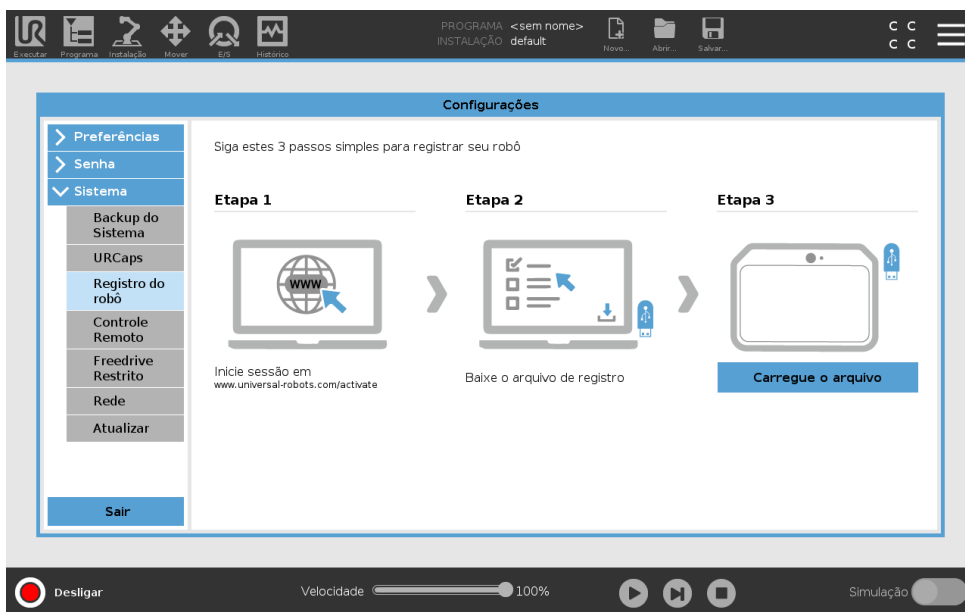 UR
PROGRAMA <sem nome>
INSTALAÇÃO default
C C
C C
Executar Programa Instalação Mover E/S Histórico Novo... Abrir... Salvar...
Configurações
Preferências
Senha
Sistema
Backup do
Sistema
URCaps
Registro do
robô
Controle
Remoto
Freedrive
Restrito
Rede
Atualizar
Sair
Siga estes 3 passos simples para registrar seu robô
Etapa 1
www
Inicie sessão em
www.universal-robots.com/activate
Etapa 2
Baixe o arquivo de registro
Etapa 3
Carregue o arquivo
Desligar
Velocidade 100%
Simulação